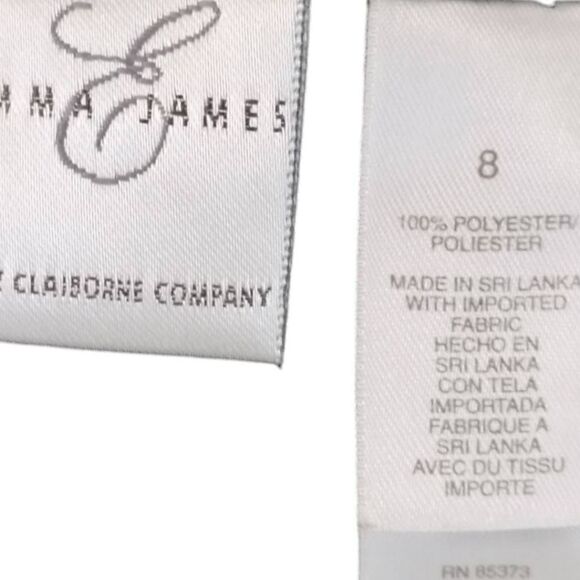 E
MMA JAMES
Z CLAIBORNE COMPANY
8
100% POLYESTER/
POLIESTER
MADE IN SRI LANKA
WITH IMPORTED
FABRIC
HECHO EN
SRI LANKA
CON TELA
IMPORTADA
FABRIQUE A
SRI LANKA
AVEC DU TISSU
IMPORTE
RN 85373